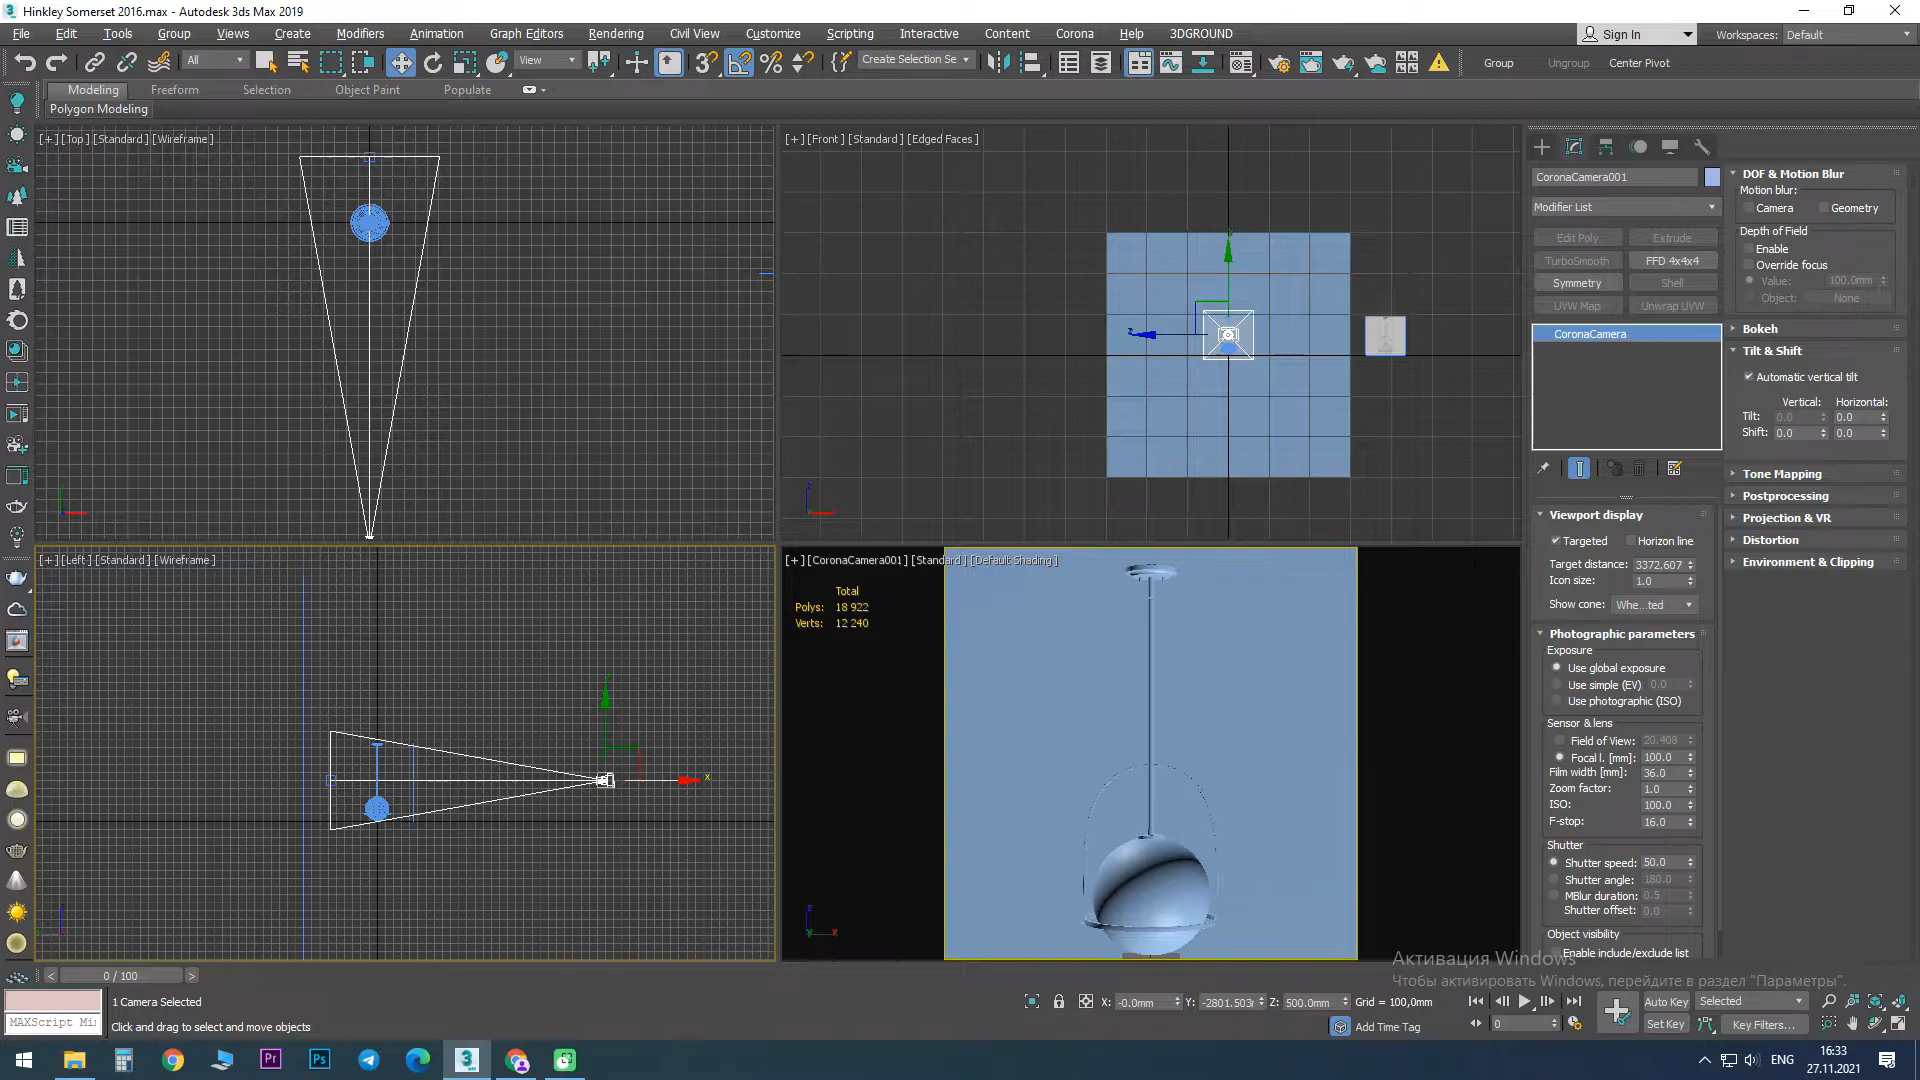 Hinkley Somerset 2016.max - Autodesk 3ds Max 2019
File Edit Tools Group Views Create Modifiers Animation Graph Editors Rendering Civil View Customize Scripting Interactive Content Corona Help 3DGROUND
Sign In
Workspaces: Default
All
View
Create Selection Se
Group Ungroup Center Pivot
Modeling Freeform Selection Object Paint Populate
Polygon Modeling
[+] [Top] [Standard] [Wireframe]
[+] [Front] [Standard] [Edged Faces]
[+] [Left] [Standard] [Wireframe]
x
[+] [CoronaCamera001] [Standard] [Default Shading]
Total
Polys: 18 922
Verts: 12 240
CoronaCamera001
Modifier List
Edit Poly Extrude
TurboSmooth FFD 4x4x4
Symmetry Shell
UVW Map Unwrap UVW
CoronaCamera
Viewport display
Targeted Horizon line
Target distance: 3372.607
Icon size: 1.0
Show cone: Whe...ted
Photographic parameters
Exposure
Use global exposure
Use simple (EV) 0.0
Use photographic (ISO)
Sensor & lens
Field of View: 20.408
Focal l. [mm]: 100.0
Film width [mm]: 36.0
Zoom factor: 1.0
ISO: 100.0
F-stop: 16.0
Shutter
Shutter speed: 50.0
Shutter angle: 180.0
MBlur duration: 0.5
Shutter offset: 0.0
Object visibility
Enable include/exclude list
DOF & Motion Blur
Motion blur:
Camera Geometry
Depth of Field
Enable
Override focus
Value: 100.0mm
Object: None
Bokeh
Tilt & Shift
Automatic vertical tilt
Vertical: Horizontal:
Tilt: 0.0 0.0
Shift: 0.0 0.0
Tone Mapping
Postprocessing
Projection & VR
Distortion
Environment & Clipping
Активация Windows
Чтобы активировать Windows, перейдите в раздел "Параметры".
< 0 / 100 >
1 Camera Selected
MAXScript Mi
Click and drag to select and move objects
X: -0.0mm Y: -2801.503 Z: 500.0mm Grid = 100,0mm
Add Time Tag
0
Auto Key Selected
Set Key Key Filters...
ENG
16:33
27.11.2021